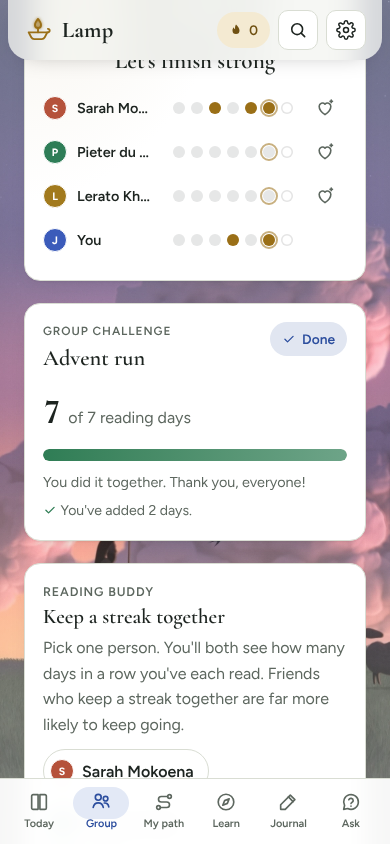 Lamp
0
Let's finish strong
S Sarah Mo...
P Pieter du ...
L Lerato Kh...
J You
GROUP CHALLENGE
Advent run
Done
7 of 7 reading days
You did it together. Thank you, everyone!
You've added 2 days.
READING BUDDY
Keep a streak together
Pick one person. You'll both see how many
days in a row you've each read. Friends
who keep a streak together are far more
likely to keep going.
S Sarah Mokoena
Today
Group
My path
Learn
Journal
Ask